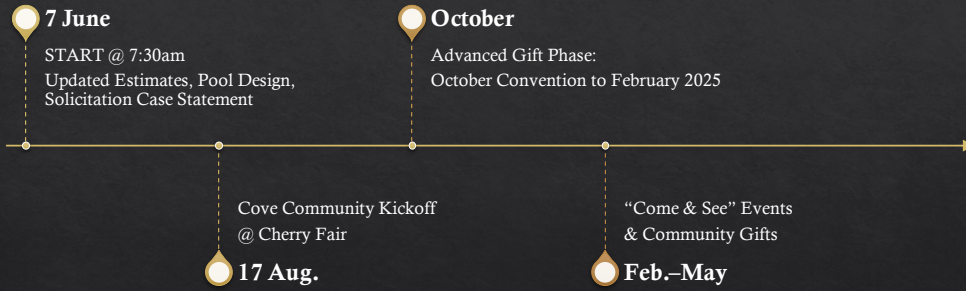 7 June
START @ 7:30am
Updated Estimates, Pool Design,
Solicitation Case Statement
October
Advanced Gift Phase:
October Convention to February 2025
Cove Community Kickoff
@ Cherry Fair
17 Aug.
“Come & See” Events
& Community Gifts
Feb.–May